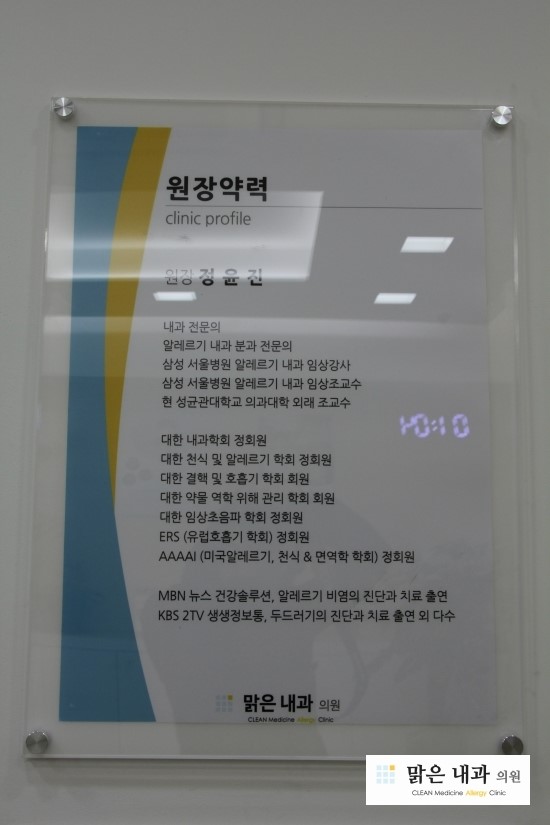 원장약력
clinic profile
원장 정윤진
내과 전문의
알레르기 내과 분과 전문의
삼성 서울병원 알레르기 내과 임상강사
삼성 서울병원 알레르기 내과 임상조교수
현 성균관대학교 의과대학 외래 조교수
대한 내과학회 정회원
대한 천식 및 알레르기 학회 정회원
대한 결핵 및 호흡기 학회 회원
대한 약물 역학 위해 관리 학회 회원
대한 임상초음파 학회 정회원
ERS (유럽호흡기 학회) 정회원
AAAAI (미국알레르기, 천식 & 면역학 학회) 정회원
MBN 뉴스 건강솔루션, 알레르기 비염의 진단과 치료 출연
KBS 2TV 생생정보통, 두드러기의 진단과 치료 출연 외 다수
맑은 내과 의원
CLEAN Medicine Allergy Clinic
맑은 내과 의원
CLEAN Medicine Allergy Clinic